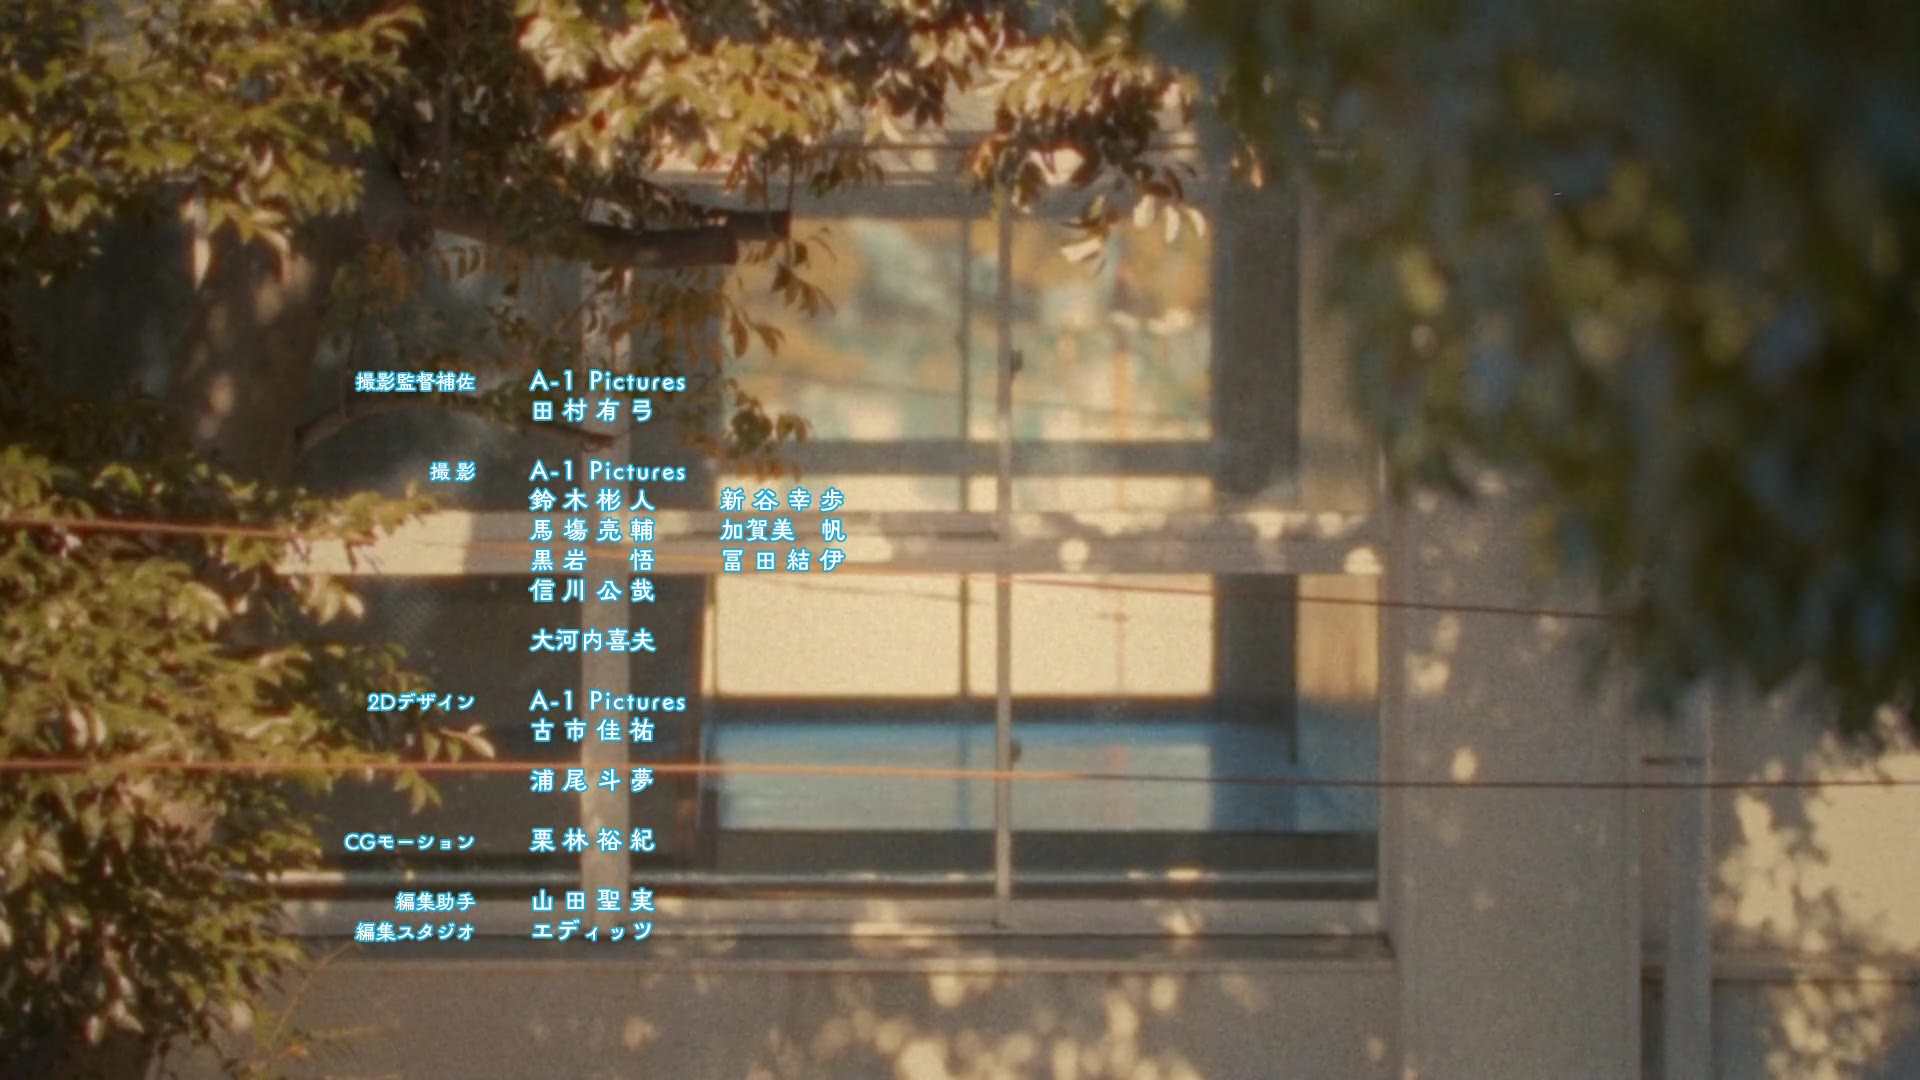 撮影監督補佐 A-1 Pictures
田村有弓
撮影 A-1 Pictures
鈴木彬人 新谷幸歩
馬塲亮輔 加賀美 帆
黒岩 悟 冨田結伊
信川公哉
大河内喜夫
2Dデザイン A-1 Pictures
古市佳祐
浦尾斗夢
CGモーション 栗林裕紀
編集助手 山田聖実
編集スタジオ エディッツ